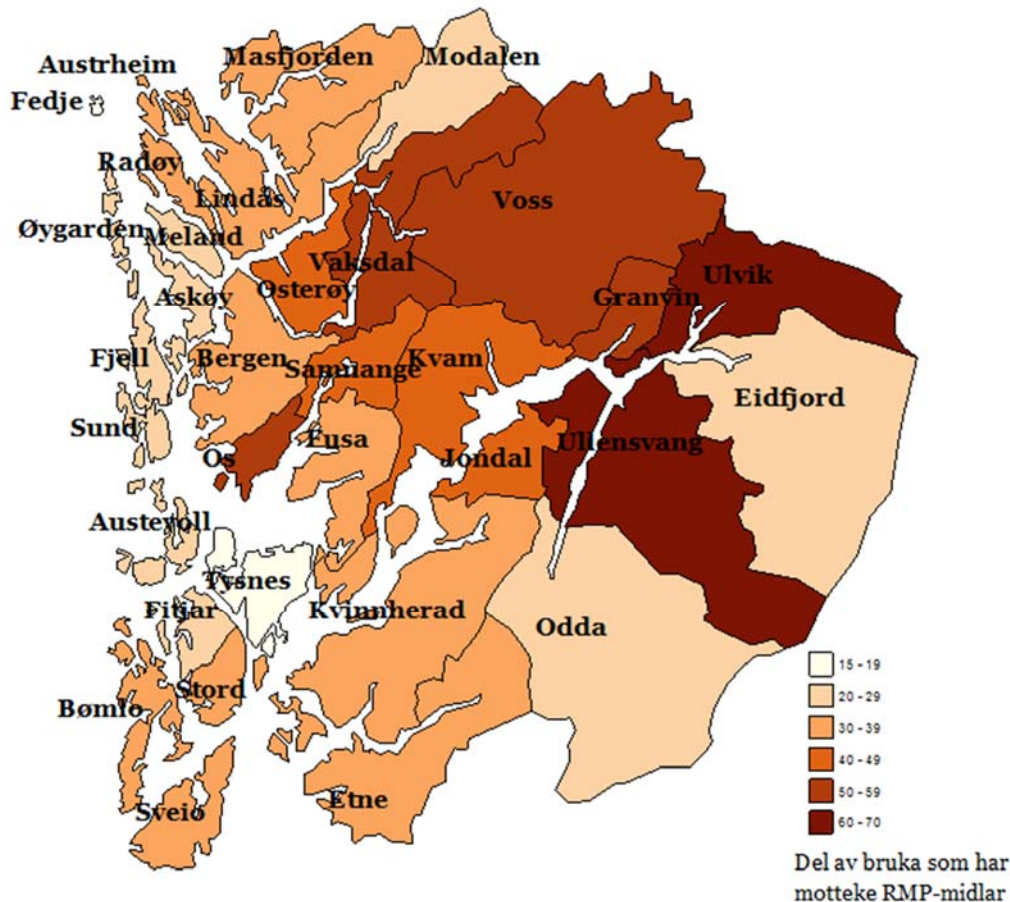 Masfjorden
Modalen
Austrheim
Fedje
Radøy
Lindås
Voss
Øygarden
Meland
Vaksdal
Ulvik
Osterøy
Askøy
Granvin
Fjell
Bergen
Samnange
Kvam
Eidfjord
Sund
Os
Fusa
Jondal
Ullensvang
Austevoll
Tysnes
Fitjar
Kvinnherad
Odda
Stord
Bømlo
Sveio
Etne
15 - 19
20 - 29
30 - 39
40 - 49
50 - 59
60 - 70
Del av bruka som har
motteke RMP-midlar